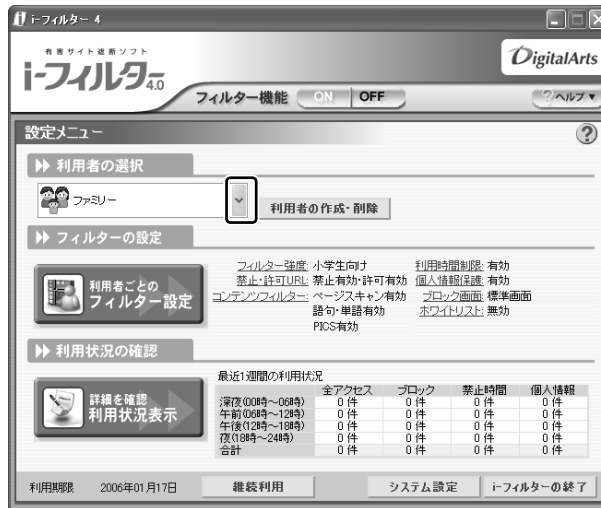 i-フィルター 4
有害サイト遮断ソフト
i-フィルター 4.0
DigitalArts
フィルター機能 ON OFF
?ヘルプ▼
設定メニュー ?
利用者の選択
ファミリー 利用者の作成・削除
フィルターの設定
利用者ごとの
フィルター設定
フィルター強度: 小学生向け 利用時間制限: 有効
禁止・許可URL: 禁止有効・許可有効 個人情報保護: 有効
コンテンツフィルター: ページスキャン有効 ブロック画面: 標準画面
語句・単語有効 ホワイトリスト: 無効
PICS有効
利用状況の確認
詳細を確認
利用状況表示
最近1週間の利用状況
全アクセス ブロック 禁止時間 個人情報
深夜(00時～06時) 0 件 0 件 0 件 0 件
午前(06時～12時) 0 件 0 件 0 件 0 件
午後(12時～18時) 0 件 0 件 0 件 0 件
夜(18時～24時) 0 件 0 件 0 件 0 件
合計 0 件 0 件 0 件 0 件
利用期限 2006年01月17日 継続利用 システム設定 i-フィルターの終了